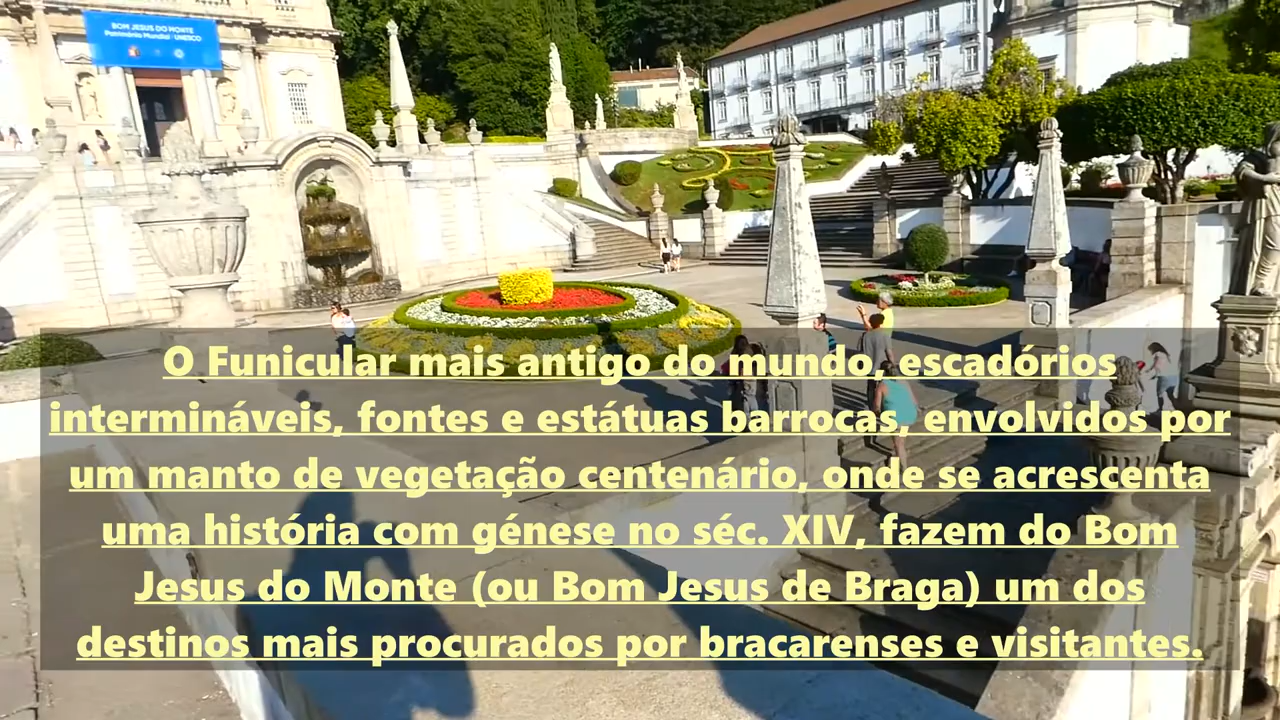 BOM JESUS DO MONTE
Património Mundial · UNESCO
O Funicular mais antigo do mundo, escadórios
intermináveis, fontes e estátuas barrocas, envolvidos por
um manto de vegetação centenário, onde se acrescenta
uma história com génese no séc. XIV, fazem do Bom
Jesus do Monte (ou Bom Jesus de Braga) um dos
destinos mais procurados por bracarenses e visitantes.